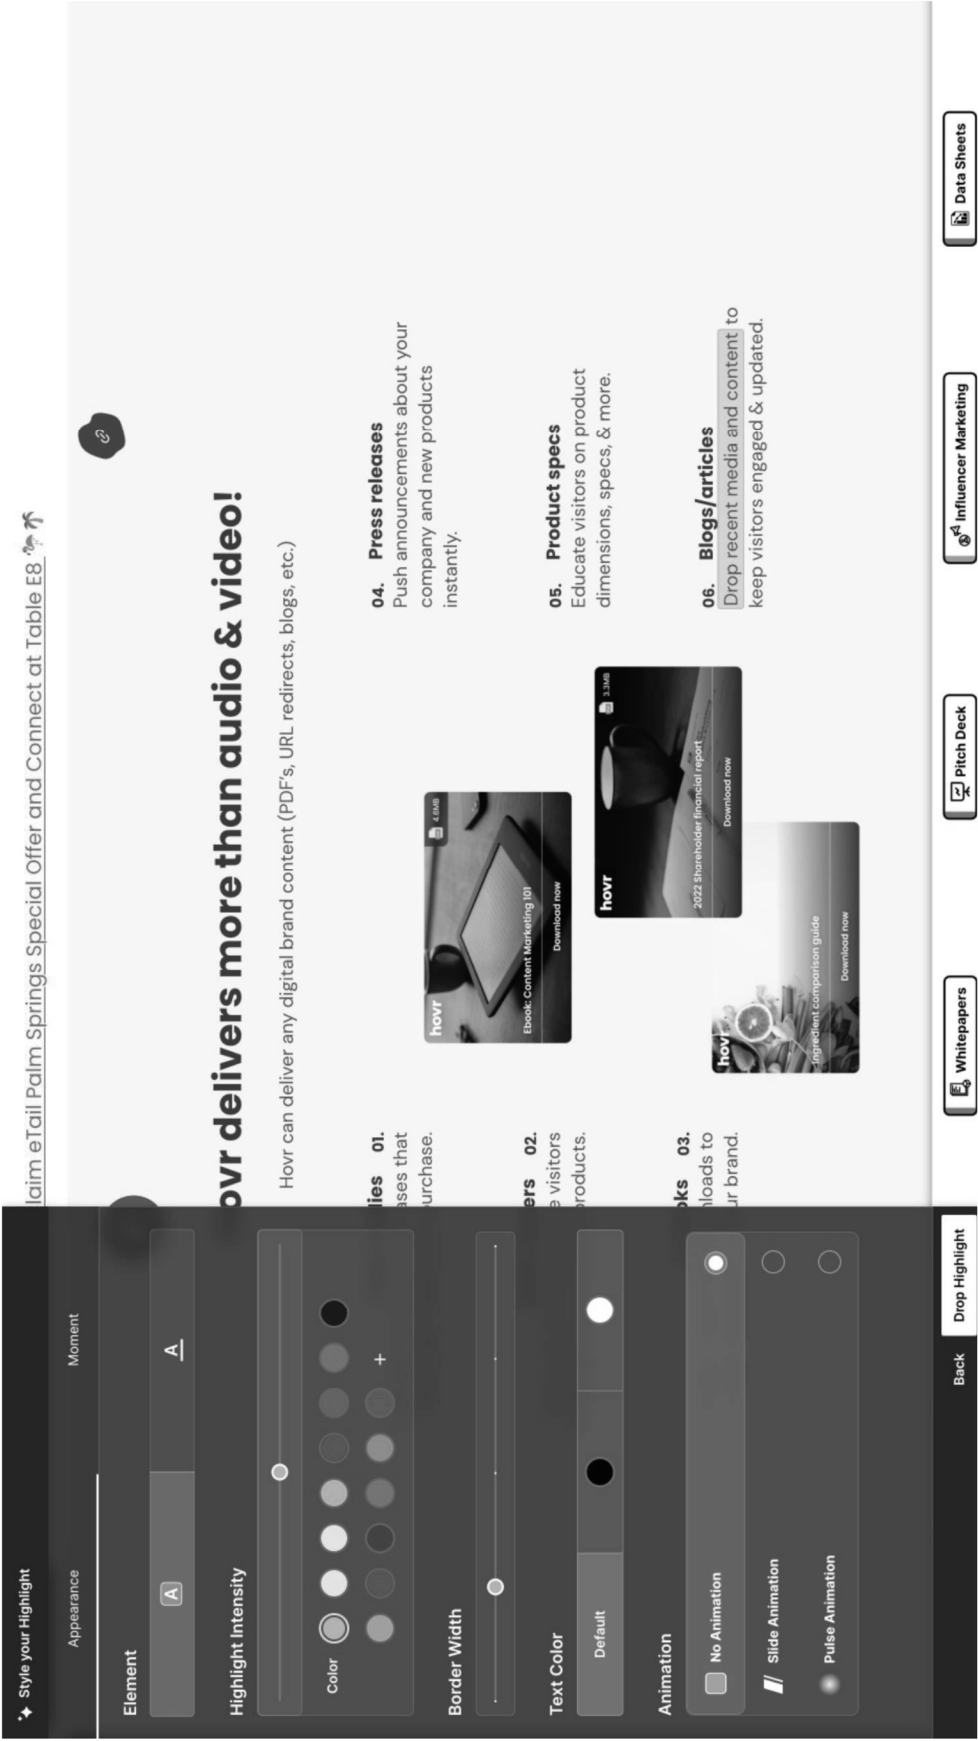 Style your Highlight
Appearance
Moment
Element
A
A
Highlight Intensity
Color
+
Border Width
Text Color
Default
Animation
No Animation
Slide Animation
Pulse Animation
Back
Drop Highlight
laim eTail Palm Springs Special Offer and Connect at Table E8
ovr delivers more than audio & video!
Hovr can deliver any digital brand content (PDF's, URL redirects, blogs, etc.)
lies 01.
ases that
urchase.
ers 02.
e visitors
products.
oks 03.
nloads to
ur brand.
hovr
4.6MB
Ebook: Content Marketing 101
Download now
hovr
3.3MB
2022 Shareholder financial report
Download now
hovr
Ingredient comparison guide
Download now
04. Press releases
Push announcements about your
company and new products
instantly.
05. Product specs
Educate visitors on product
dimensions, specs, & more.
06. Blogs/articles
Drop recent media and content to
keep visitors engaged & updated.
Whitepapers
Pitch Deck
Influencer Marketing
Data Sheets